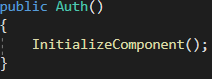 public Auth()
{
    InitializeComponent();
}